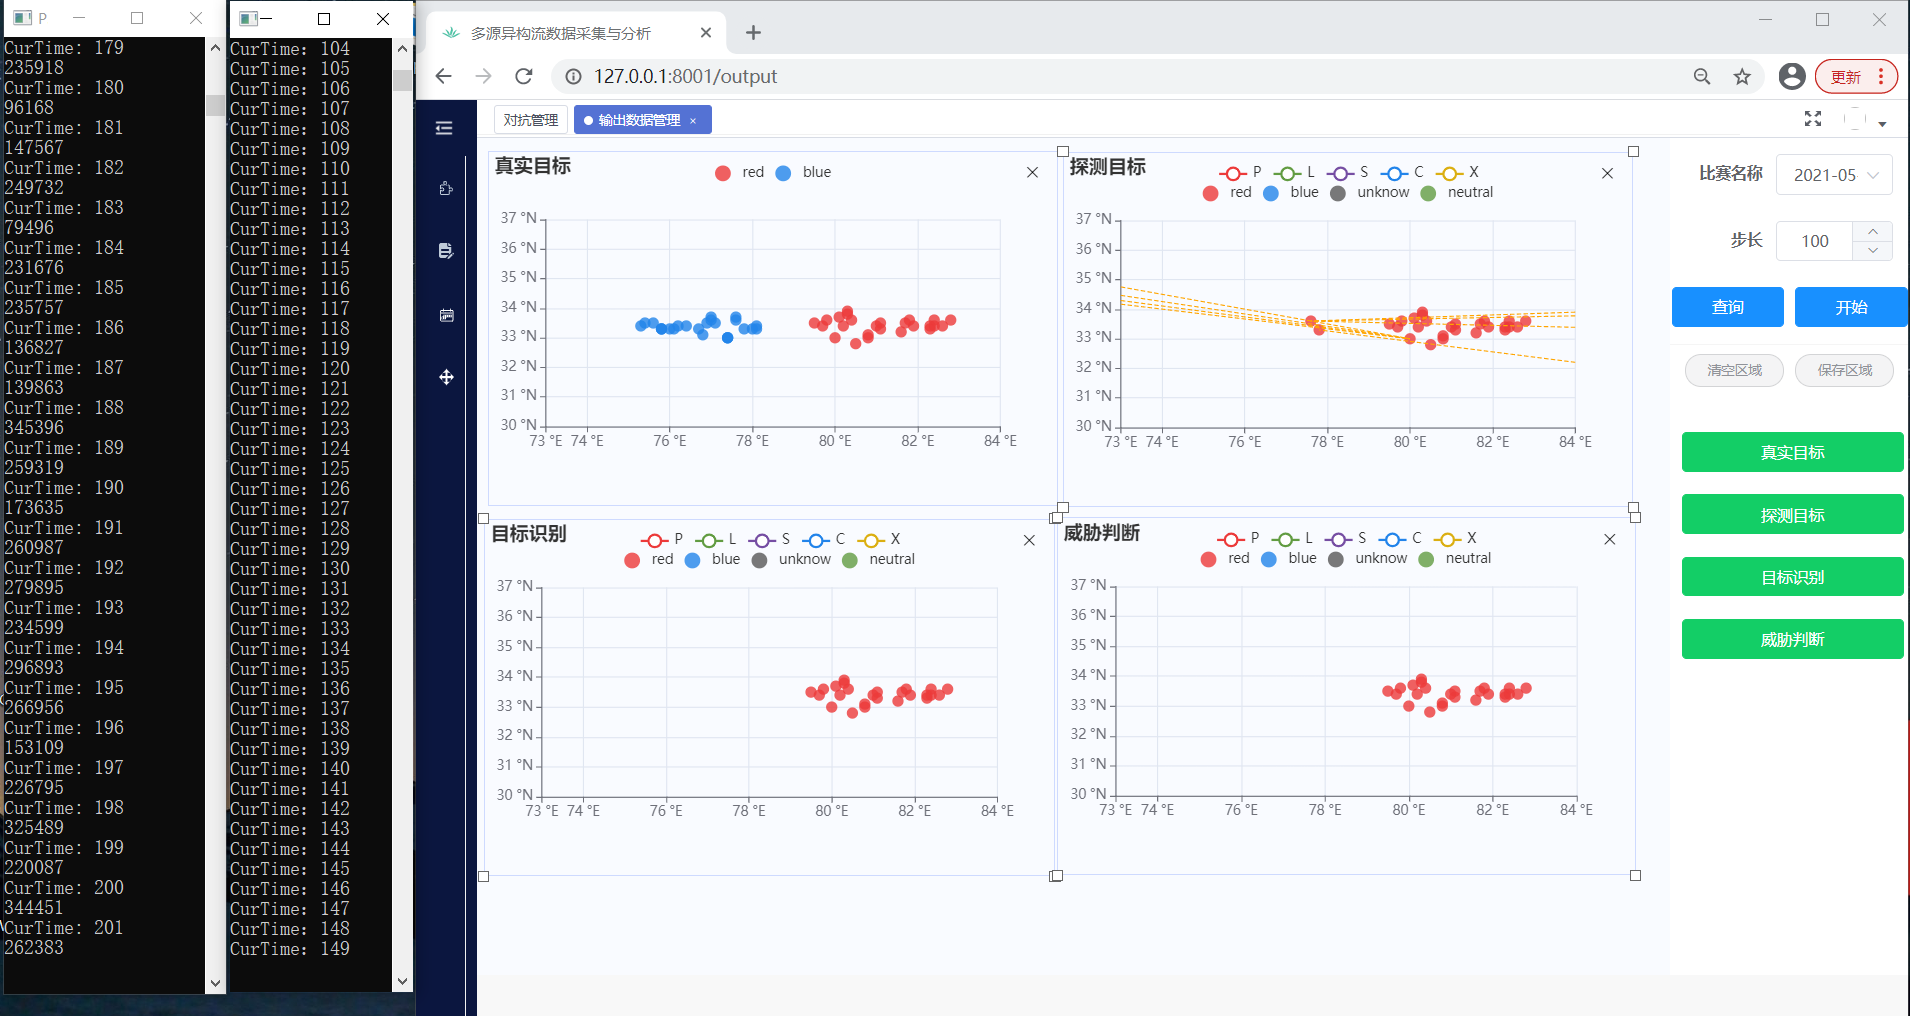 P
CurTime: 179
235918
CurTime: 180
96168
CurTime: 181
147567
CurTime: 182
249732
CurTime: 183
79496
CurTime: 184
231676
CurTime: 185
235757
CurTime: 186
136827
CurTime: 187
139863
CurTime: 188
345396
CurTime: 189
259319
CurTime: 190
173635
CurTime: 191
260987
CurTime: 192
279895
CurTime: 193
234599
CurTime: 194
296893
CurTime: 195
266956
CurTime: 196
153109
CurTime: 197
226795
CurTime: 198
325489
CurTime: 199
220087
CurTime: 200
344451
CurTime: 201
262383
CurTime: 104
CurTime: 105
CurTime: 106
CurTime: 107
CurTime: 108
CurTime: 109
CurTime: 110
CurTime: 111
CurTime: 112
CurTime: 113
CurTime: 114
CurTime: 115
CurTime: 116
CurTime: 117
CurTime: 118
CurTime: 119
CurTime: 120
CurTime: 121
CurTime: 122
CurTime: 123
CurTime: 124
CurTime: 125
CurTime: 126
CurTime: 127
CurTime: 128
CurTime: 129
CurTime: 130
CurTime: 131
CurTime: 132
CurTime: 133
CurTime: 134
CurTime: 135
CurTime: 136
CurTime: 137
CurTime: 138
CurTime: 139
CurTime: 140
CurTime: 141
CurTime: 142
CurTime: 143
CurTime: 144
CurTime: 145
CurTime: 146
CurTime: 147
CurTime: 148
CurTime: 149
多源异构流数据采集与分析
127.0.0.1:8001/output
更新
对抗管理 输出数据管理
真实目标
red blue
37 °N
36 °N
35 °N
34 °N
33 °N
32 °N
31 °N
30 °N
73 °E 74 °E 76 °E 78 °E 80 °E 82 °E 84 °E
探测目标
P L S C X
red blue unknow neutral
37 °N
36 °N
35 °N
34 °N
33 °N
32 °N
31 °N
30 °N
73 °E 74 °E 76 °E 78 °E 80 °E 82 °E 84 °E
目标识别
P L S C X
red blue unknow neutral
37 °N
36 °N
35 °N
34 °N
33 °N
32 °N
31 °N
30 °N
73 °E 74 °E 76 °E 78 °E 80 °E 82 °E 84 °E
威胁判断
P L S C X
red blue unknow neutral
37 °N
36 °N
35 °N
34 °N
33 °N
32 °N
31 °N
30 °N
73 °E 74 °E 76 °E 78 °E 80 °E 82 °E 84 °E
比赛名称 2021-05
步长 100
查询 开始
清空区域 保存区域
真实目标
探测目标
目标识别
威胁判断